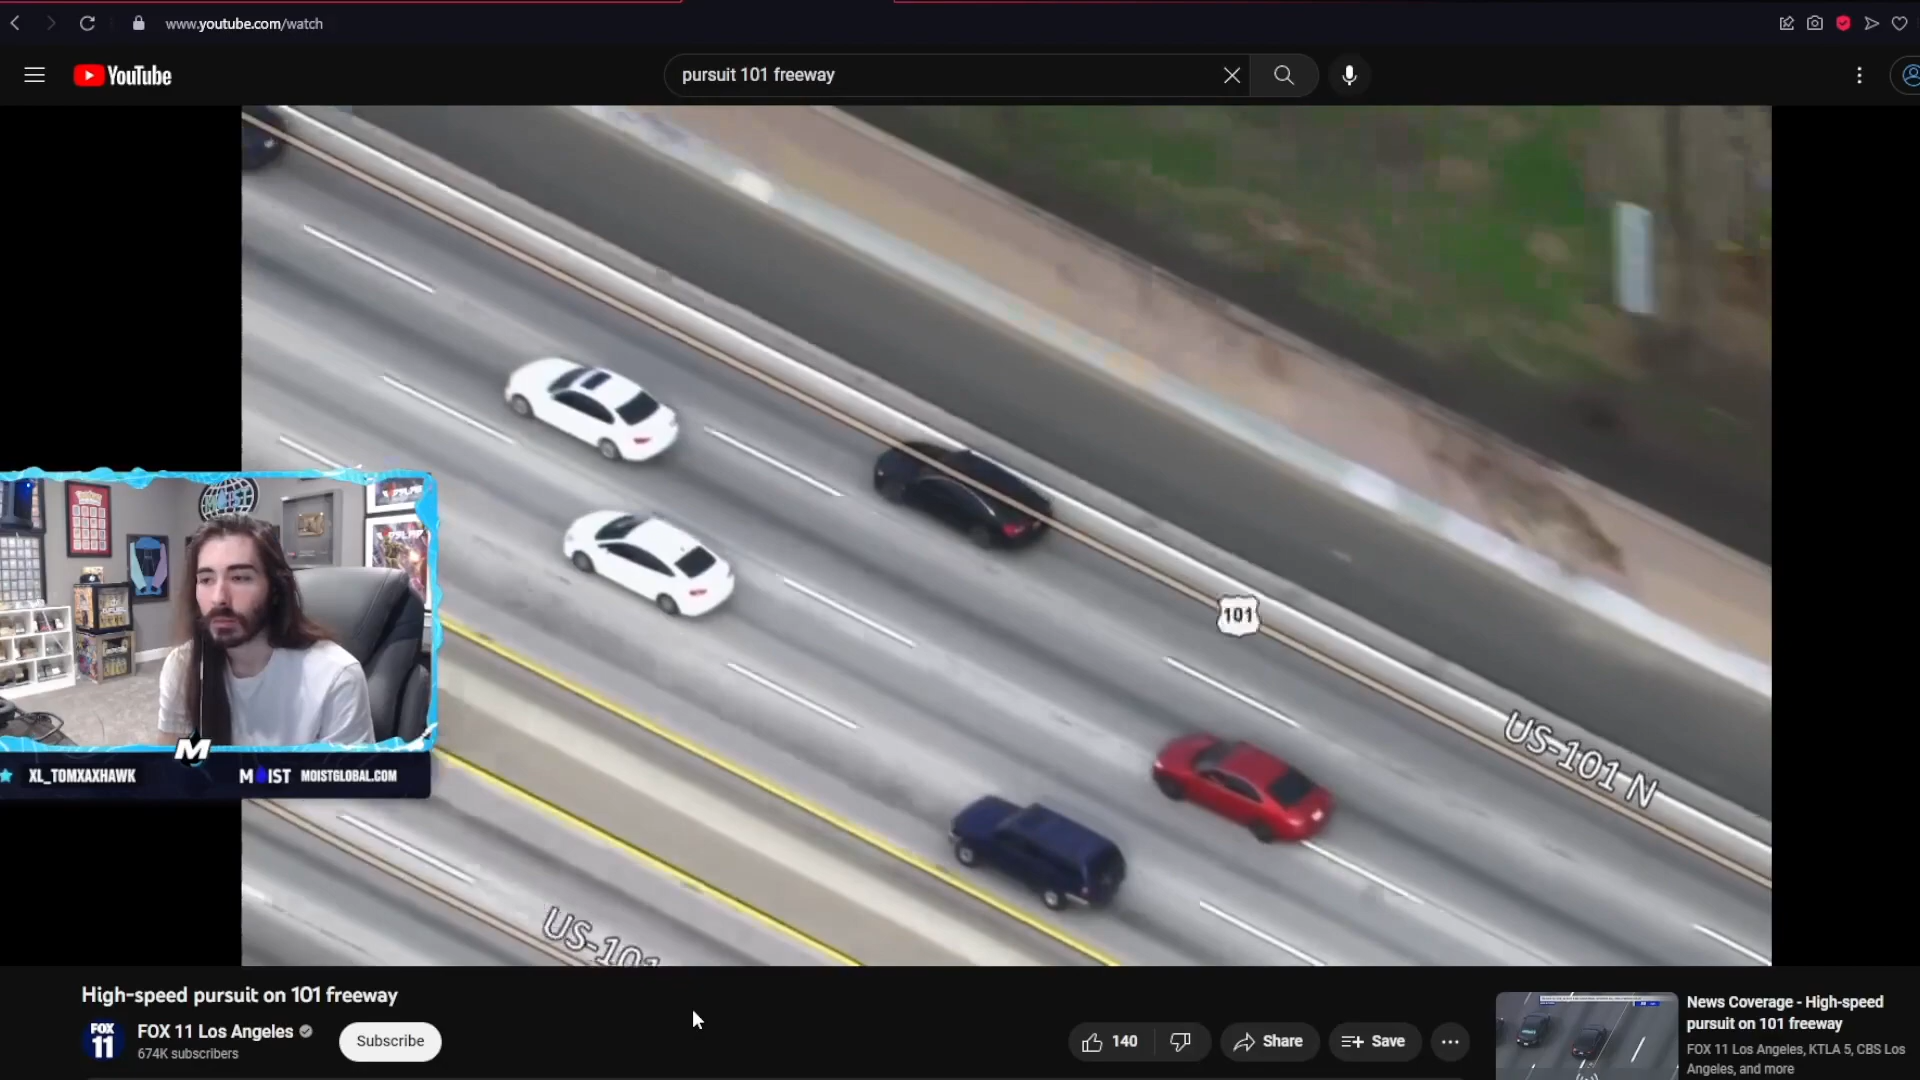 www.youtube.com/watch
YouTube
pursuit 101 freeway
101
US-101 N
US-101
MOIST
M
XL_TOMXAXHAWK
MOIST MOISTGLOBAL.COM
High-speed pursuit on 101 freeway
FOX 11
FOX 11 Los Angeles
674K subscribers
Subscribe
140
Share
Save
News Coverage - High-speed
pursuit on 101 freeway
FOX 11 Los Angeles, KTLA 5, CBS Los
Angeles, and more